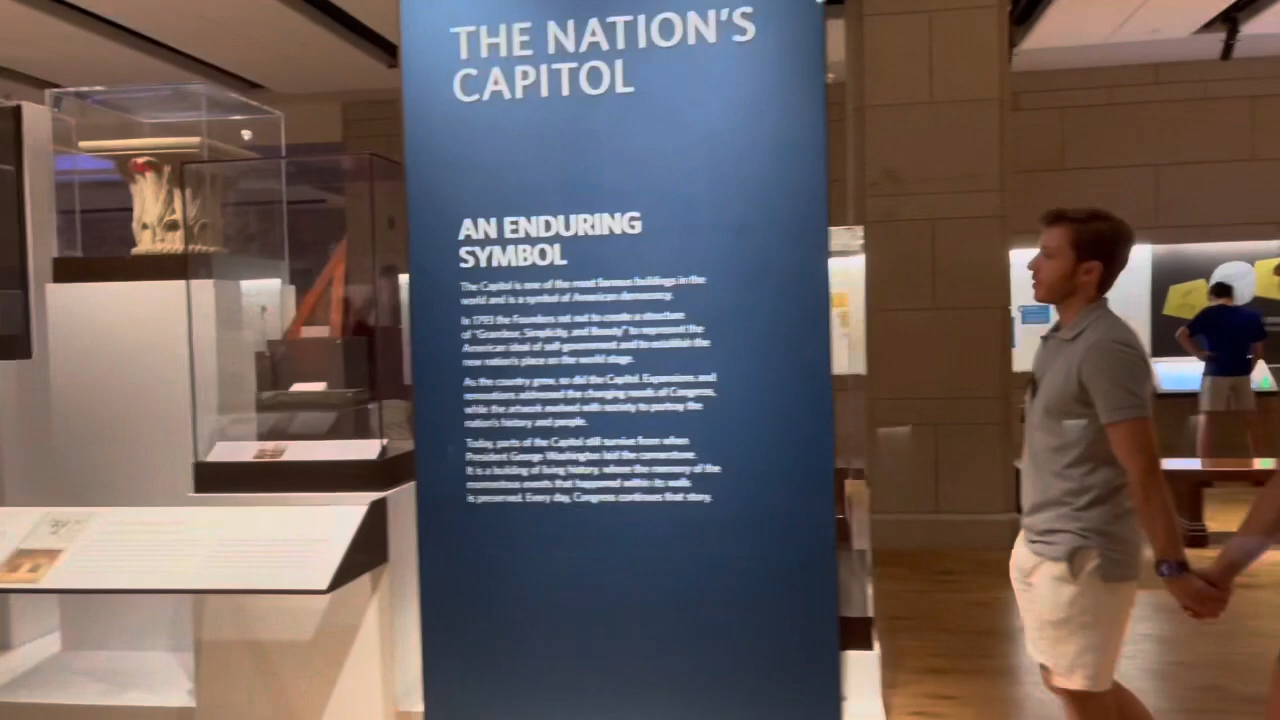 THE NATION'S
CAPITOL
AN ENDURING
SYMBOL
The Capitol is one of the most famous buildings in the
world and is a symbol of American democracy.
In 1793 the Founders set out to create a structure
of "Grandeur, Simplicity, and Beauty" to represent the
American ideal of self-government and to establish the
new nation's place on the world stage.
As the country grew, so did the Capitol. Expansions and
renovations addressed the changing needs of Congress,
while the artwork evolved with society to portray the
nation's history and people.
Today, parts of the Capitol still survive from when
President George Washington laid the cornerstone.
It is a building of living history, where the memory of the
momentous events that happened within its walls
is preserved. Every day, Congress continues that story.